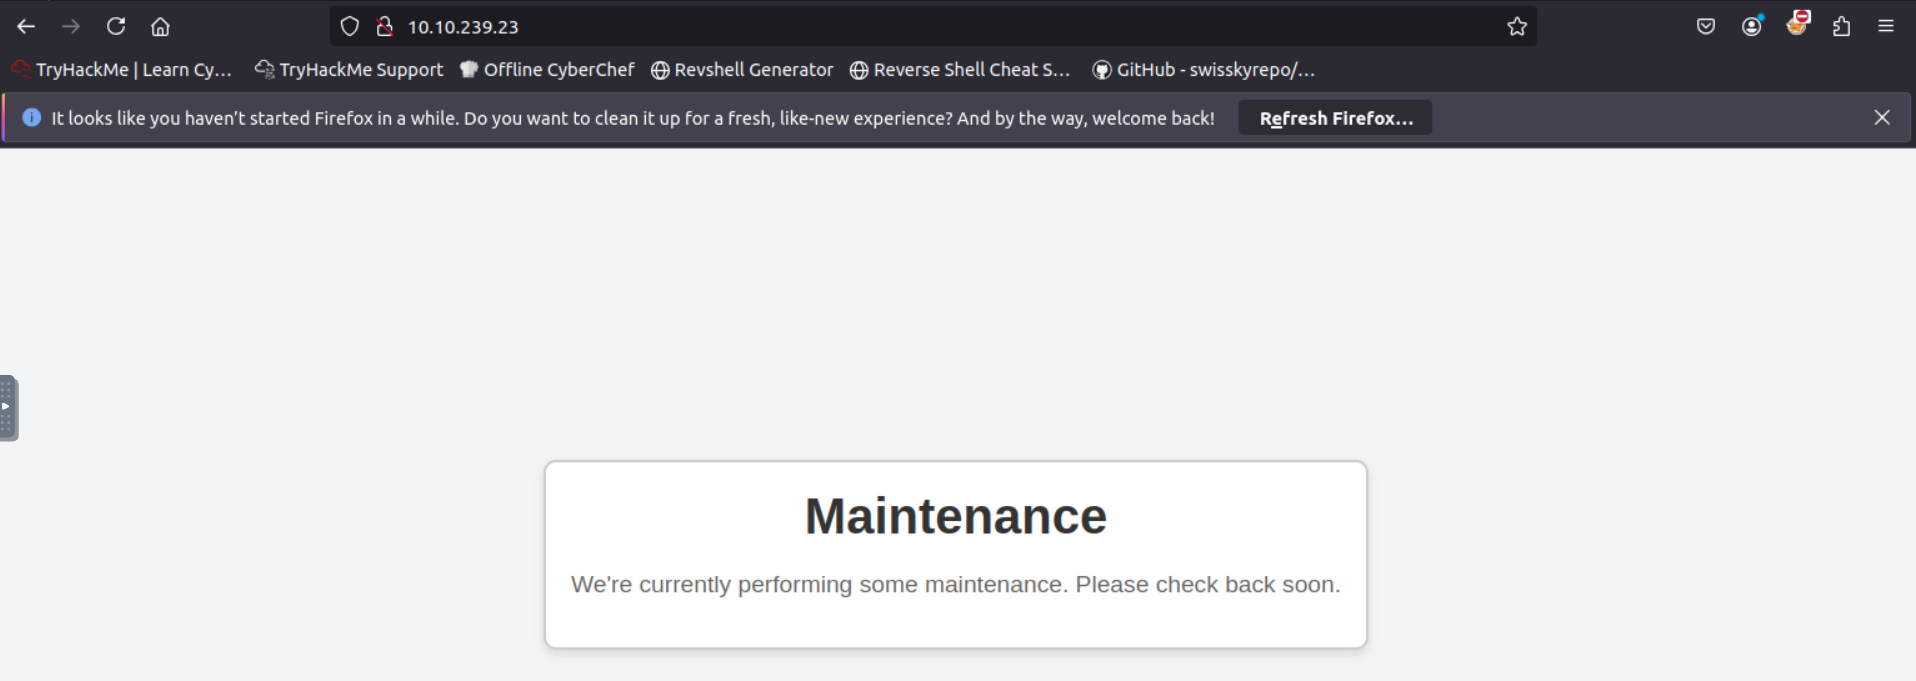 10.10.239.23
TryHackMe | Learn Cy... TryHackMe Support Offline CyberChef Revshell Generator Reverse Shell Cheat S... GitHub - swisskyrepo/...
It looks like you haven’t started Firefox in a while. Do you want to clean it up for a fresh, like-new experience? And by the way, welcome back! Refresh Firefox...
Maintenance
We're currently performing some maintenance. Please check back soon.